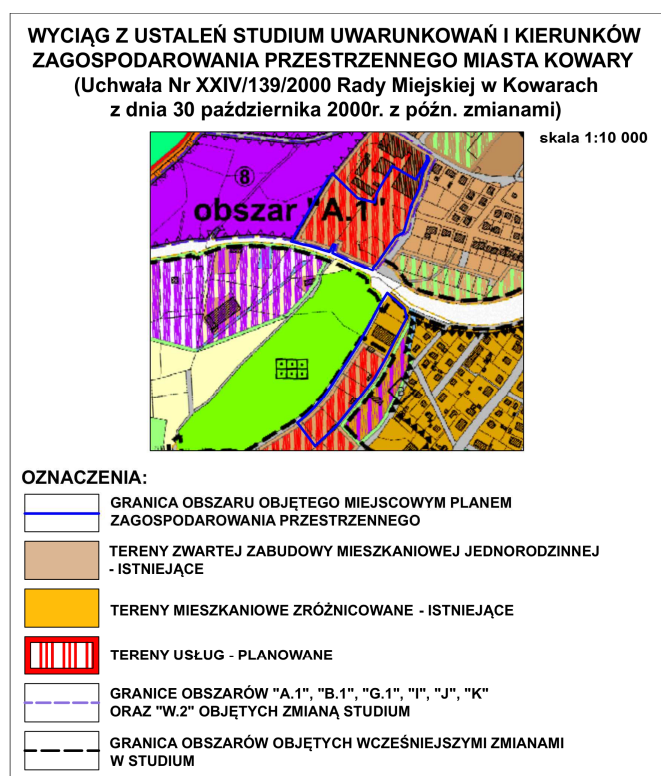 WYCIĄG Z USTALEŃ STUDIUM UWARUNKOWAŃ I KIERUNKÓW
ZAGOSPODAROWANIA PRZESTRZENNEGO MIASTA KOWARY
(Uchwała Nr XXIV/139/2000 Rady Miejskiej w Kowarach
z dnia 30 października 2000r. z późn. zmianami)
skala 1:10 000
8
obszar "A.1"
OZNACZENIA:
GRANICA OBSZARU OBJĘTEGO MIEJSCOWYM PLANEM
ZAGOSPODAROWANIA PRZESTRZENNEGO
TERENY ZWARTEJ ZABUDOWY MIESZKANIOWEJ JEDNORODZINNEJ
- ISTNIEJĄCE
TERENY MIESZKANIOWE ZRÓŻNICOWANE - ISTNIEJĄCE
TERENY USŁUG - PLANOWANE
GRANICE OBSZARÓW "A.1", "B.1", "G.1", "I", "J", "K"
ORAZ "W.2" OBJĘTYCH ZMIANĄ STUDIUM
GRANICA OBSZARÓW OBJĘTYCH WCZEŚNIEJSZYMI ZMIANAMI
W STUDIUM